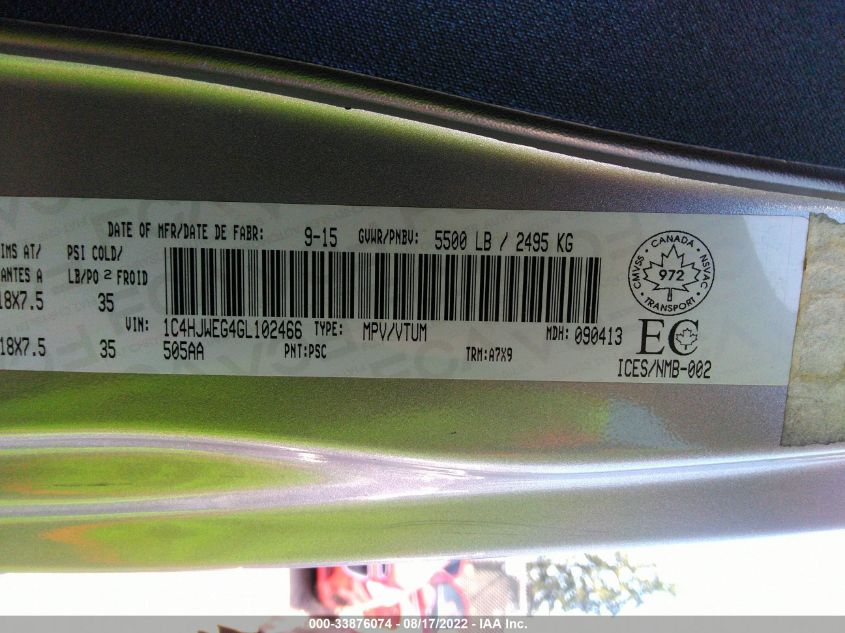 DATE OF MFR/DATE DE FABR: 9-15 GVWR/PNBV: 5500 LB / 2495 KG
IMS AT/ PSI COLD/
ANTES A LB/PO 2 FROID
18X7.5 35
VIN: 1C4HJWEG4GL102466 TYPE: MPV/VTUM MDH: 090413
18X7.5 35 505AA PNT:PSC TRM:A7X9
CANADA
CMVSS NSVAC
972
TRANSPORT
EC
ICES/NMB-002
000-33876074 - 08/17/2022 - IAA Inc.